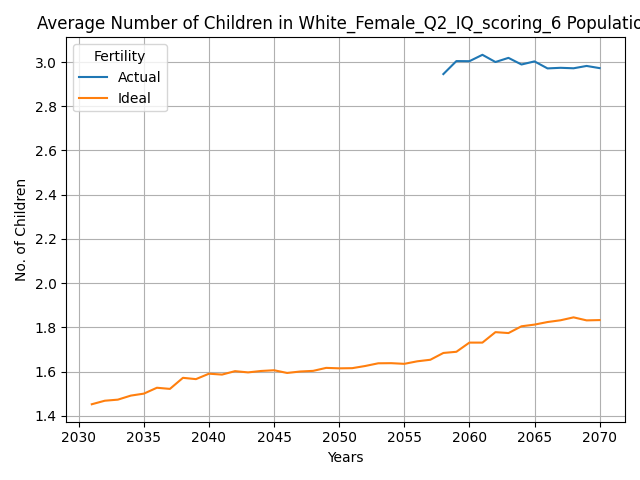 Average Number of Children in White_Female_Q2_IQ_scoring_6 Populatio
Fertility
Actual
Ideal
3.0
2.8
2.6
2.4
2.2
2.0
1.8
1.6
1.4
No. of Children
2030 2035 2040 2045 2050 2055 2060 2065 2070
Years